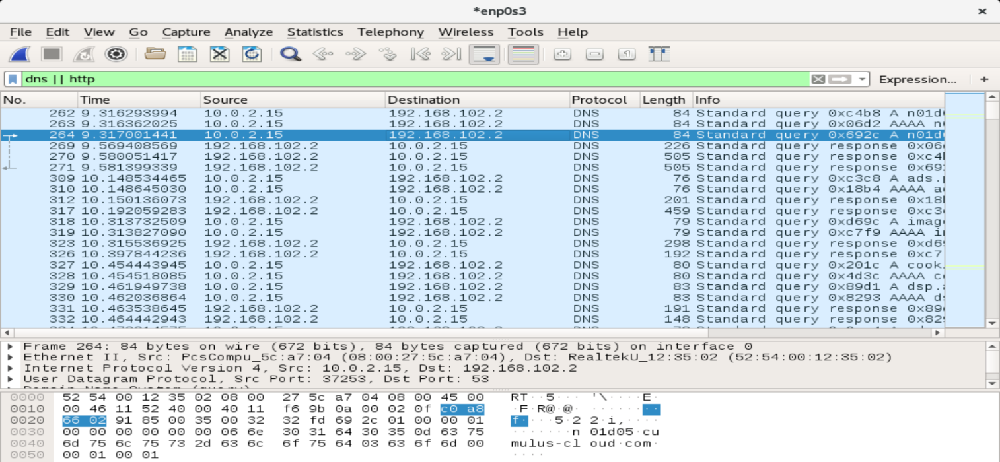 *enp0s3
File Edit View Go Capture Analyze Statistics Telephony Wireless Tools Help
dns || http Expression... +
No. Time Source Destination Protocol Length Info
262 9.316293994 10.0.2.15 192.168.102.2 DNS 84 Standard query 0xc4b8 A n01d
263 9.316362025 10.0.2.15 192.168.102.2 DNS 84 Standard query 0x06d2 AAAA n
264 9.317001441 10.0.2.15 192.168.102.2 DNS 84 Standard query 0x692c A n01d
269 9.569408569 192.168.102.2 10.0.2.15 DNS 226 Standard query response 0x06
270 9.580051417 192.168.102.2 10.0.2.15 DNS 505 Standard query response 0xc4
271 9.581399339 192.168.102.2 10.0.2.15 DNS 505 Standard query response 0x69
309 10.148534465 10.0.2.15 192.168.102.2 DNS 76 Standard query 0xc3c8 A ads.
310 10.148645030 10.0.2.15 192.168.102.2 DNS 76 Standard query 0x18b4 AAAA a
312 10.150136073 192.168.102.2 10.0.2.15 DNS 201 Standard query response 0x18
317 10.192059283 192.168.102.2 10.0.2.15 DNS 459 Standard query response 0xc3
318 10.313732509 10.0.2.15 192.168.102.2 DNS 79 Standard query 0xd69c A imag
319 10.313827090 10.0.2.15 192.168.102.2 DNS 79 Standard query 0xc7f9 AAAA i
323 10.315536925 192.168.102.2 10.0.2.15 DNS 298 Standard query response 0xd6
326 10.397844236 192.168.102.2 10.0.2.15 DNS 192 Standard query response 0xc7
327 10.454443945 10.0.2.15 192.168.102.2 DNS 80 Standard query 0x201c A cook
328 10.454518085 10.0.2.15 192.168.102.2 DNS 80 Standard query 0x4d3c AAAA c
329 10.461949738 10.0.2.15 192.168.102.2 DNS 83 Standard query 0x89d1 A dsp.
330 10.462036864 10.0.2.15 192.168.102.2 DNS 83 Standard query 0x8293 AAAA d
331 10.463538645 192.168.102.2 10.0.2.15 DNS 191 Standard query response 0x89
332 10.464442943 192.168.102.2 10.0.2.15 DNS 148 Standard query response 0x82
Frame 264: 84 bytes on wire (672 bits), 84 bytes captured (672 bits) on interface 0
Ethernet II, Src: PcsCompu_5c:a7:04 (08:00:27:5c:a7:04), Dst: RealtekU_12:35:02 (52:54:00:12:35:02)
Internet Protocol Version 4, Src: 10.0.2.15, Dst: 192.168.102.2
User Datagram Protocol, Src Port: 37253, Dst Port: 53
0000 52 54 00 12 35 02 08 00 27 5c a7 04 08 00 45 00 RT··5··· '\····E·
0010 00 46 11 52 40 00 40 11 f6 9b 0a 00 02 0f c0 a8 ·F·R@·@· ········
0020 66 02 91 85 00 35 00 32 32 fd 69 2c 01 00 00 01 f····5·2 2·i,····
0030 00 00 00 00 00 00 06 6e 30 31 64 30 35 0d 63 75 ·······n 01d05·cu
0040 6d 75 6c 75 73 2d 63 6c 6f 75 64 03 63 6f 6d 00 mulus-cl oud·com·
0050 00 01 00 01 ····